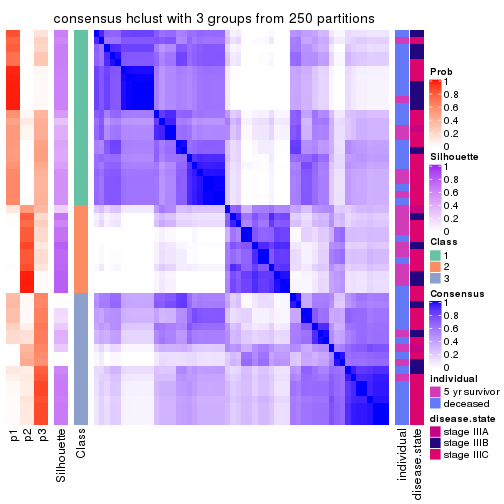 consensus hclust with 3 groups from 250 partitions
Prob
1
0.8
0.6
0.4
0.2
0
Silhouette
1
0.8
0.6
0.4
0.2
0
Class
1
2
3
Consensus
1
0.8
0.6
0.4
0.2
0
individual
5 yr survivor
deceased
disease.state
stage IIIA
stage IIIB
stage IIIC
p1
p2
p3
Silhouette
Class
individual
disease.state